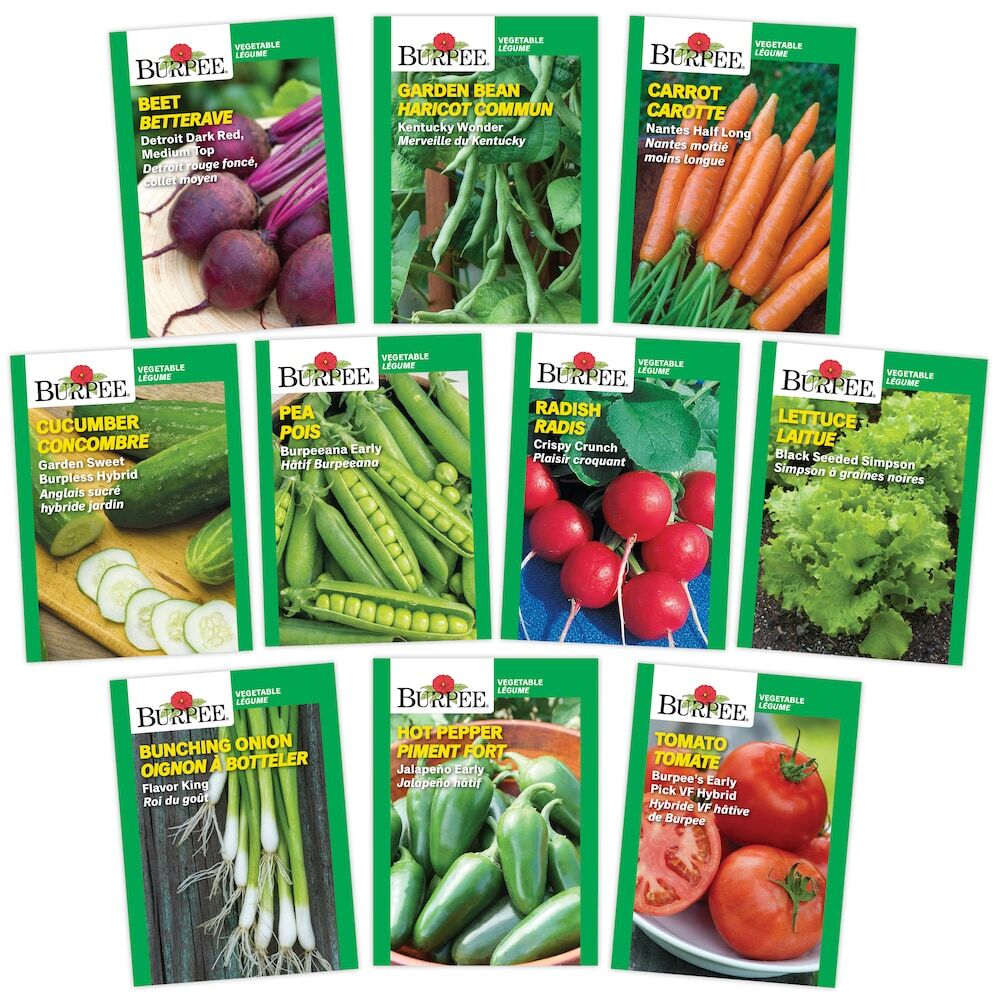 BURPEE®
VEGETABLE
LÉGUME
BEET
BETTERAVE
Detroit Dark Red,
Medium Top
Detroit rouge foncé,
collet moyen
BURPEE®
VEGETABLE
LÉGUME
GARDEN BEAN
HARICOT COMMUN
Kentucky Wonder
Merveille du Kentucky
BURPEE®
VEGETABLE
LÉGUME
CARROT
CAROTTE
Nantes Half Long
Nantes moitié
moins longue
BURPEE®
VEGETABLE
LÉGUME
CUCUMBER
CONCOMBRE
Garden Sweet
Burpless Hybrid
Anglais sucré
hybride jardin
BURPEE®
VEGETABLE
LÉGUME
PEA
POIS
Burpeeana Early
Hâtif Burpeeana
BURPEE®
VEGETABLE
LÉGUME
RADISH
RADIS
Crispy Crunch
Plaisir croquant
BURPEE®
VEGETABLE
LÉGUME
LETTUCE
LAITUE
Black Seeded Simpson
Simpson à graines noires
BURPEE®
VEGETABLE
LÉGUME
BUNCHING ONION
OIGNON À BOTTELER
Flavor King
Roi du goût
BURPEE®
VEGETABLE
LÉGUME
HOT PEPPER
PIMENT FORT
Jalapeño Early
Jalapeño hâtif
BURPEE®
VEGETABLE
LÉGUME
TOMATO
TOMATE
Burpee's Early
Pick VF Hybrid
Hybride VF hâtive
de Burpee